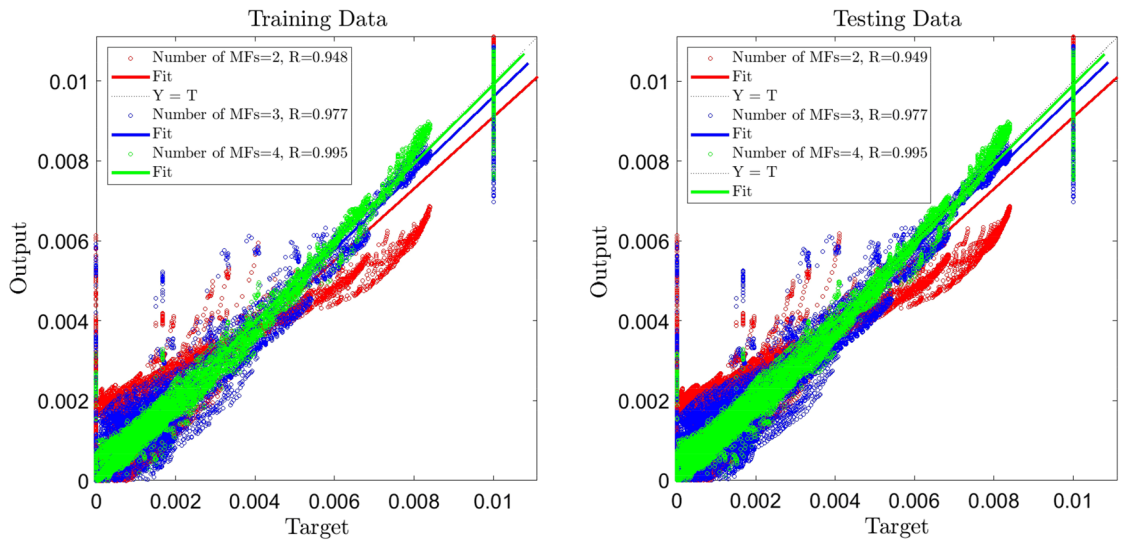 Training Data
Number of MFs=2, R=0.948
Fit
Y = T
Number of MFs=3, R=0.977
Fit
Number of MFs=4, R=0.995
Fit
Output
0.01
0.008
0.006
0.004
0.002
0
0
0.002
0.004
0.006
0.008
0.01
Target
Testing Data
Number of MFs=2, R=0.949
Fit
Y = T
Number of MFs=3, R=0.977
Fit
Number of MFs=4, R=0.995
Y = T
Fit
Output
0.01
0.008
0.006
0.004
0.002
0
0
0.002
0.004
0.006
0.008
0.01
Target